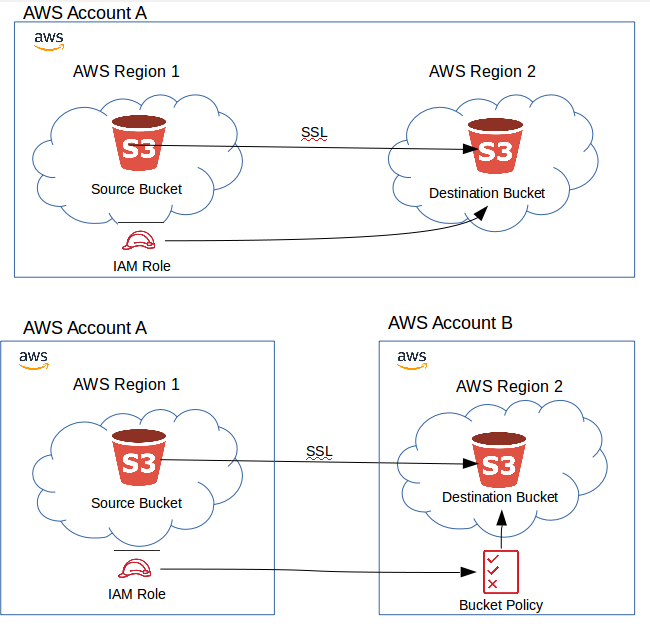 AWS Account A
aws
AWS Region 1
AWS Region 2
S3
SSL
S3
Source Bucket
Destination Bucket
IAM Role
AWS Account A
AWS Account B
aws
aws
AWS Region 1
AWS Region 2
S3
SSL
S3
Source Bucket
Destination Bucket
IAM Role
Bucket Policy